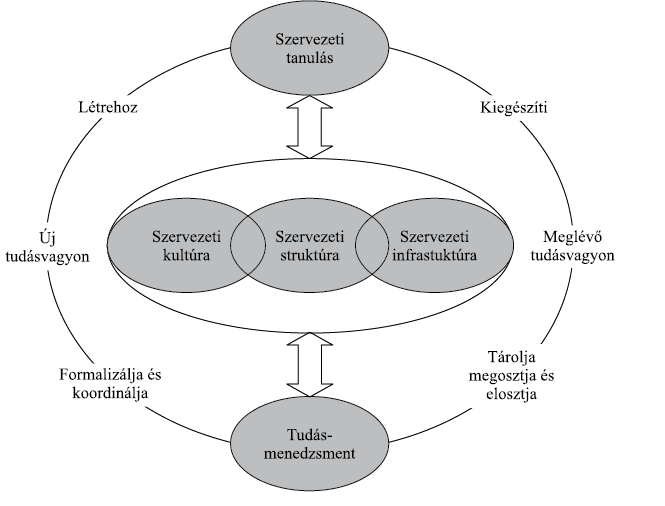 Szervezeti
tanulás
Létrehoz
Kiegészíti
Új
tudásvagyon
Szervezeti
kultúra
Szervezeti
struktúra
Szervezeti
infrastuktúra
Meglévő
tudásvagyon
Formalizálja és
koordinálja
Tárolja
megosztja és
elosztja
Tudás-
menedzsment